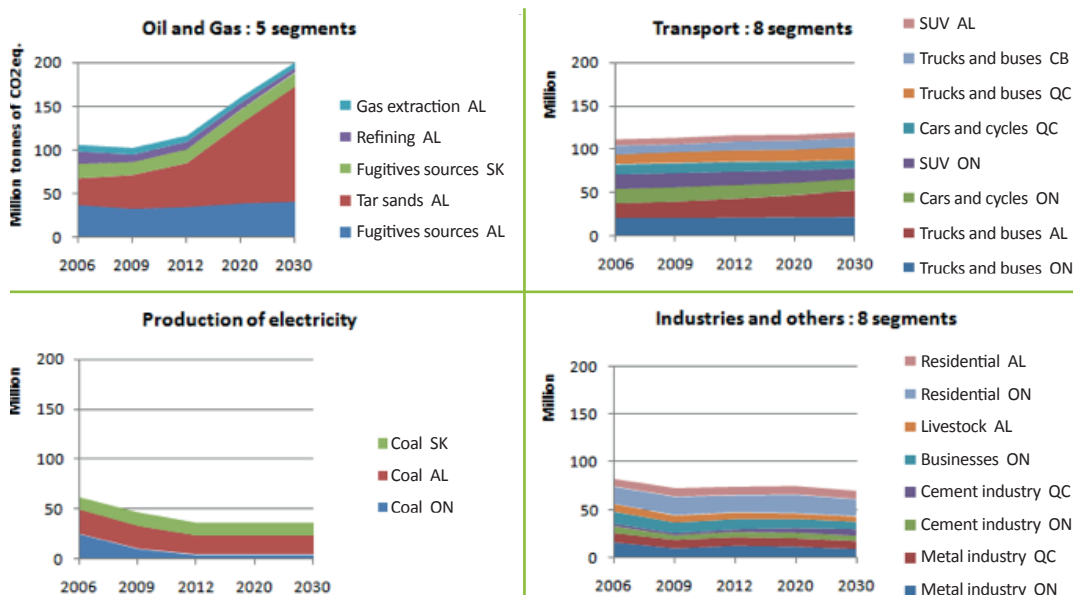 Oil and Gas : 5 segments
Million tonnes of CO2eq.
200
150
100
50
0
2006 2009 2012 2020 2030
Gas extraction AL
Refining AL
Fugitives sources SK
Tar sands AL
Fugitives sources AL
Transport : 8 segments
Million
200
150
100
50
0
2006 2009 2012 2020 2030
SUV AL
Trucks and buses CB
Trucks and buses QC
Cars and cycles QC
SUV ON
Cars and cycles ON
Trucks and buses AL
Trucks and buses ON
Production of electricity
Million
200
150
100
50
0
2006 2009 2012 2020 2030
Coal SK
Coal AL
Coal ON
Industries and others : 8 segments
Million
200
150
100
50
0
2006 2009 2012 2020 2030
Residential AL
Residential ON
Livestock AL
Businesses ON
Cement industry QC
Cement industry ON
Metal industry QC
Metal industry ON